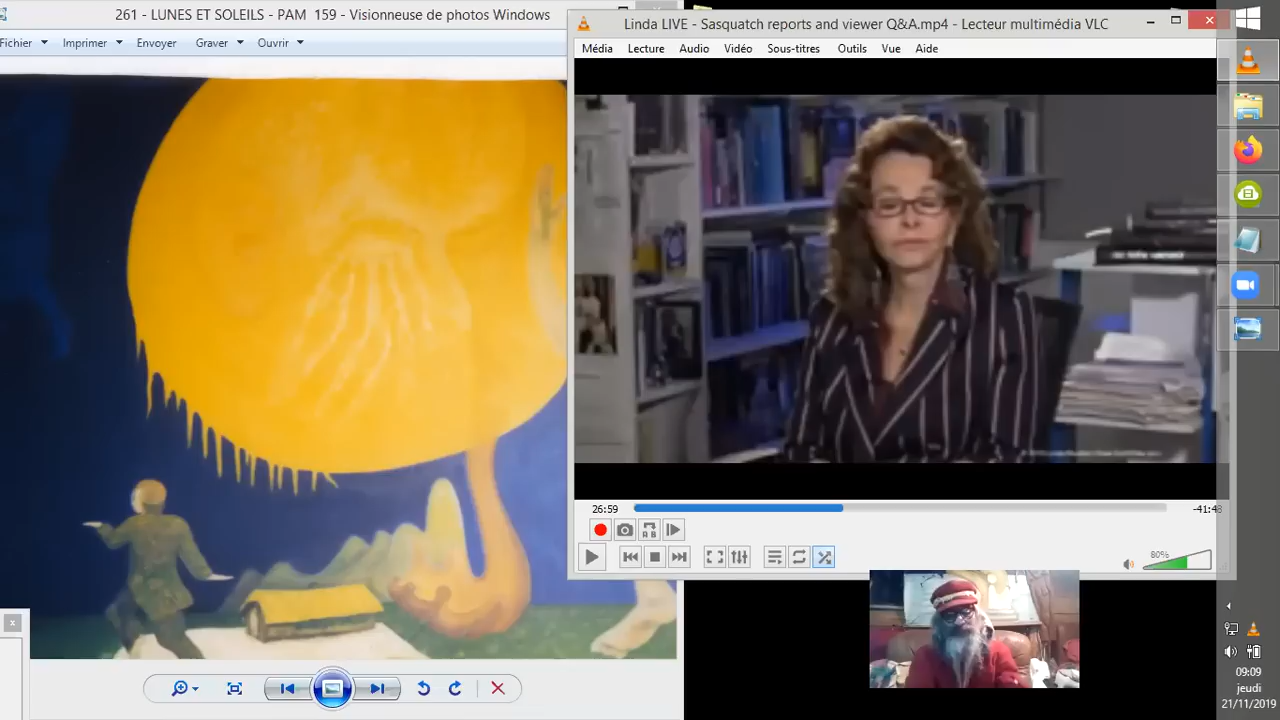 261 - LUNES ET SOLEILS - PAM  159 - Visionneuse de photos Windows
Fichier Imprimer Envoyer Graver Ouvrir
Linda LIVE - Sasquatch reports and viewer Q&A.mp4 - Lecteur multimédia VLC
Média Lecture Audio Vidéo Sous-titres Outils Vue Aide
26:59
80%
09:09
jeudi
21/11/2019